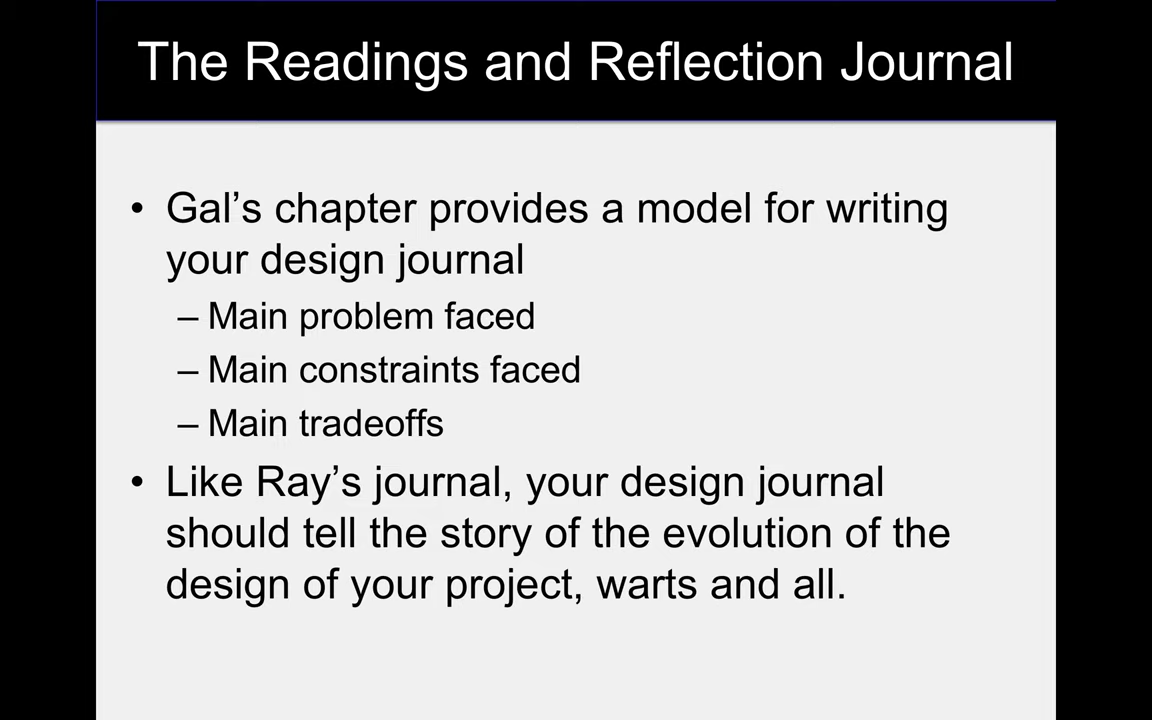 The Readings and Reflection Journal
• Gal’s chapter provides a model for writing
your design journal
– Main problem faced
– Main constraints faced
– Main tradeoffs
• Like Ray’s journal, your design journal
should tell the story of the evolution of the
design of your project, warts and all.